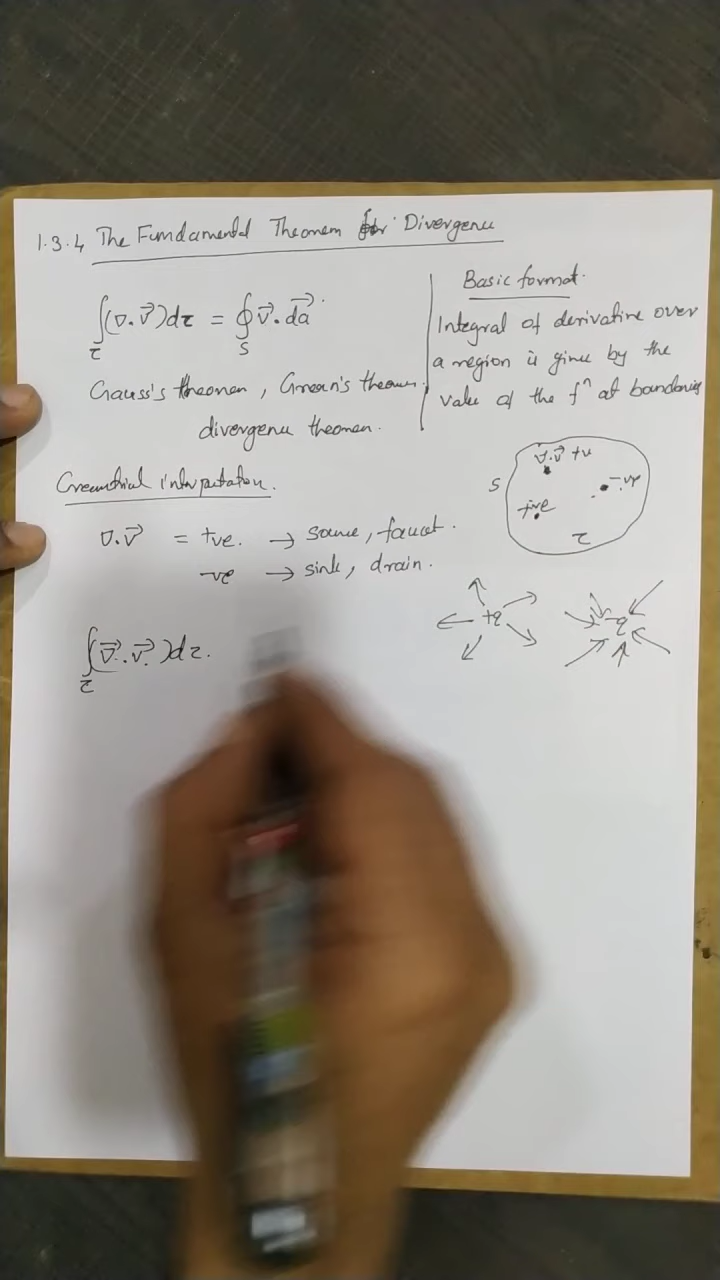 1.3.4 The Fundamental Theorem for Divergence
∫(∇.v⃗)dτ = ∮v⃗.da⃗
τ S
Gauss's theorem, Green's theorem,
divergence theorem.
Basic format.
Integral of derivative over
a region is given by the
value of the fⁿ at boundaries
Geometrical interpretation.
∇.v⃗ = +ve. → source, faucet.
-ve → sink, drain.
S
∇.v⃗ +v
-ve
+ve
τ
+q
-q
∫(∇⃗.v⃗)dτ.
τ